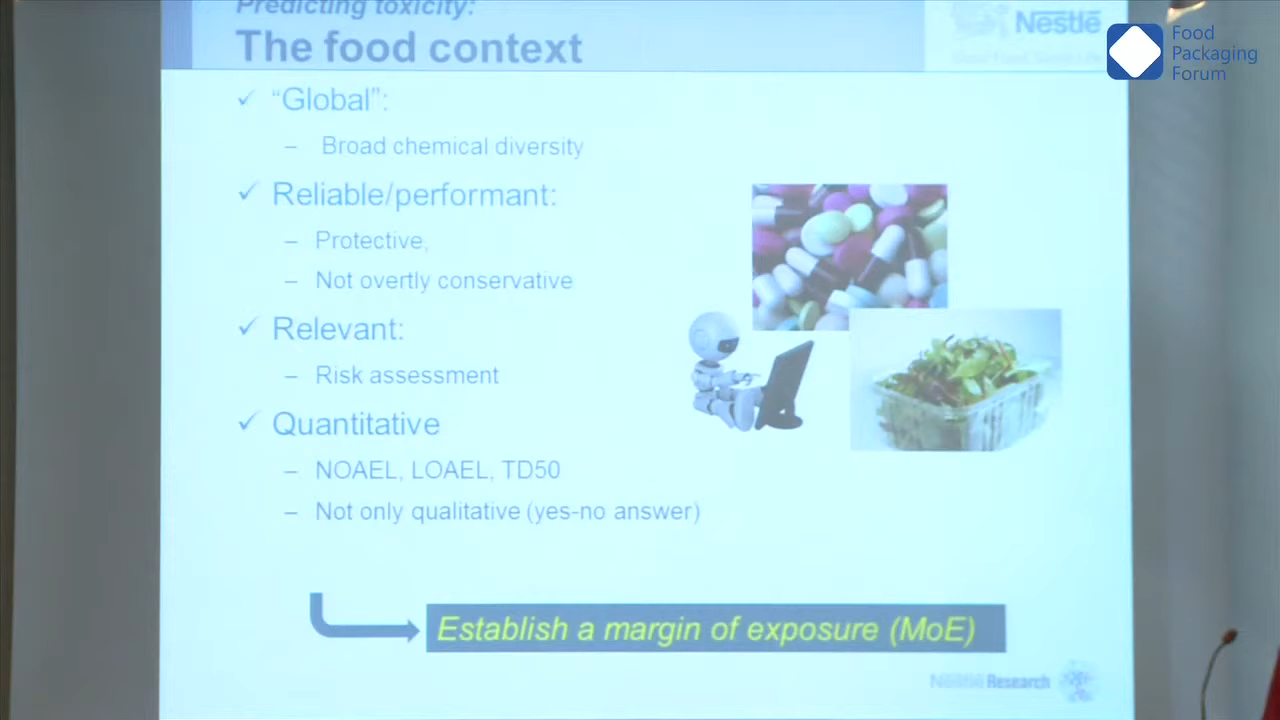 Predicting toxicity:
The food context
Nestlé
Food
Packaging
Forum
✓ “Global”:
– Broad chemical diversity
✓ Reliable/performant:
– Protective,
– Not overtly conservative
✓ Relevant:
– Risk assessment
✓ Quantitative
– NOAEL, LOAEL, TD50
– Not only qualitative (yes-no answer)
Establish a margin of exposure (MoE)
Nestlé Research